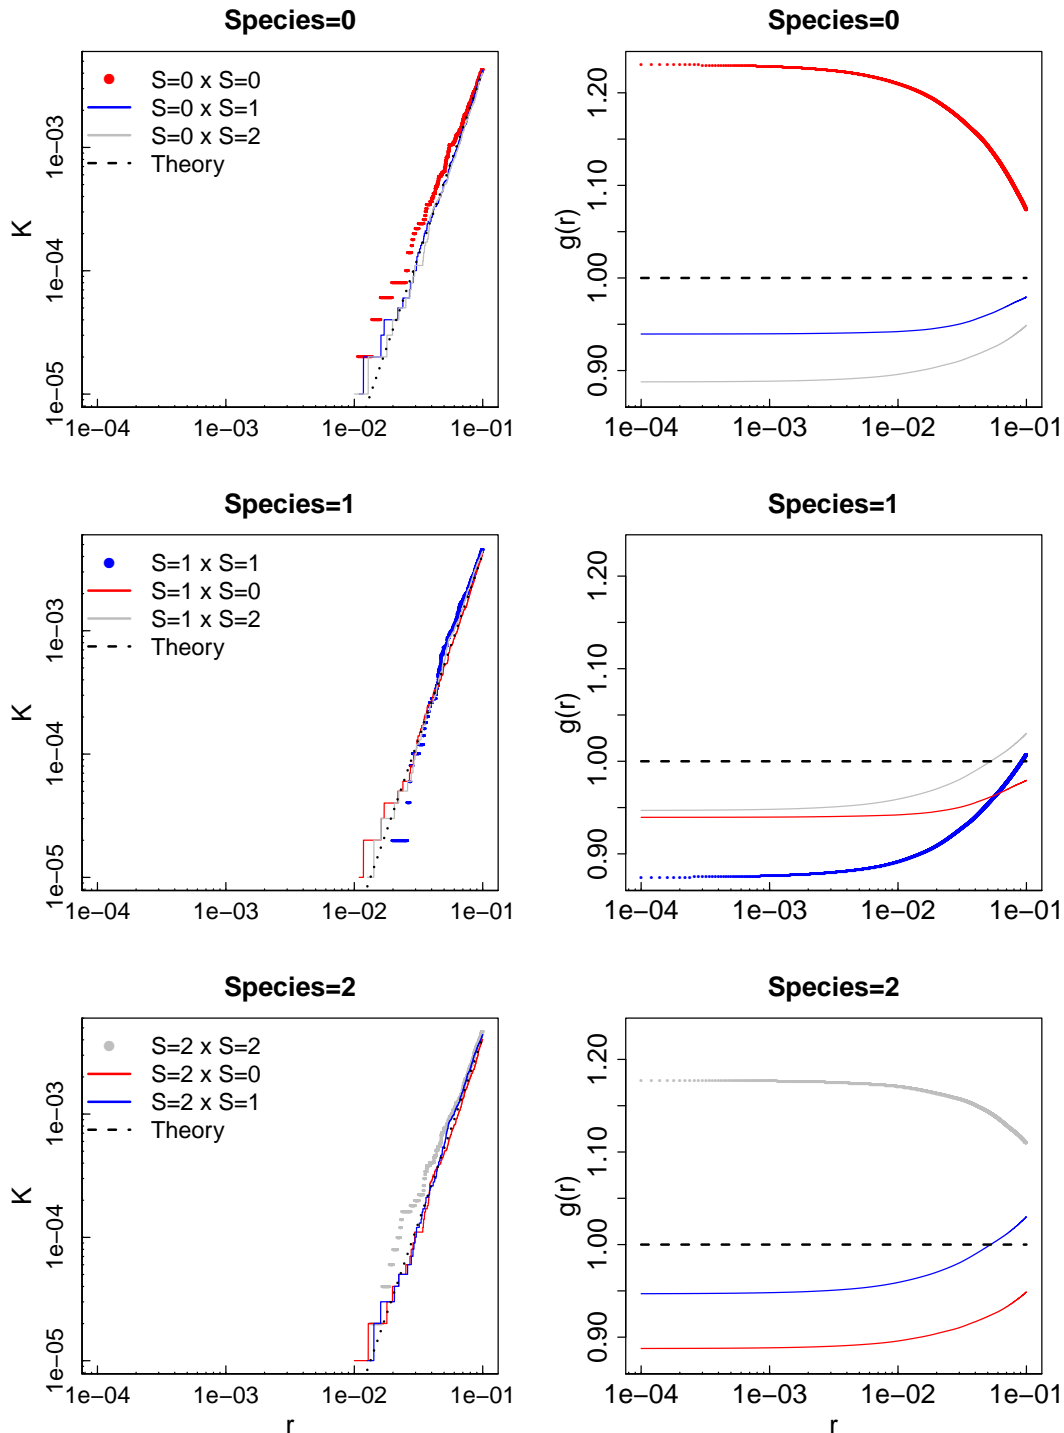 Species=0
S=0 x S=0
S=0 x S=1
S=0 x S=2
Theory
K
1e−03
1e−04
1e−05
1e−04 1e−03 1e−02 1e−01
Species=0
g(r)
1.20
1.10
1.00
0.90
1e−04 1e−03 1e−02 1e−01
Species=1
S=1 x S=1
S=1 x S=0
S=1 x S=2
Theory
K
1e−03
1e−04
1e−05
1e−04 1e−03 1e−02 1e−01
Species=1
g(r)
1.20
1.10
1.00
0.90
1e−04 1e−03 1e−02 1e−01
Species=2
S=2 x S=2
S=2 x S=0
S=2 x S=1
Theory
K
1e−03
1e−04
1e−05
1e−04 1e−03 1e−02 1e−01
r
Species=2
g(r)
1.20
1.10
1.00
0.90
1e−04 1e−03 1e−02 1e−01
r